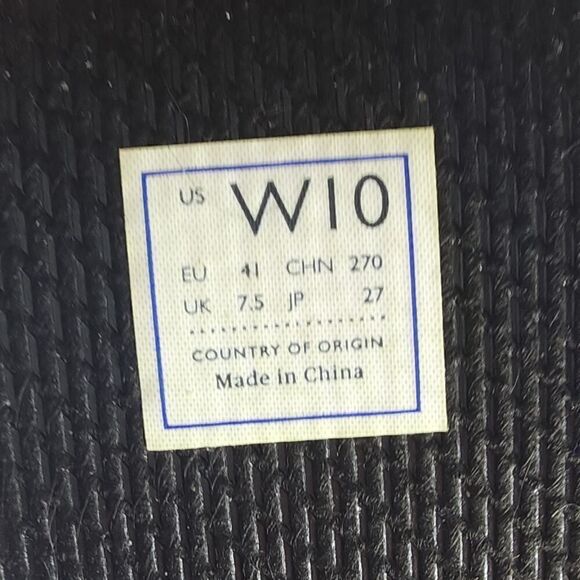 US W10
EU 41 CHN 270
UK 7.5 JP 27
COUNTRY OF ORIGIN
Made in China